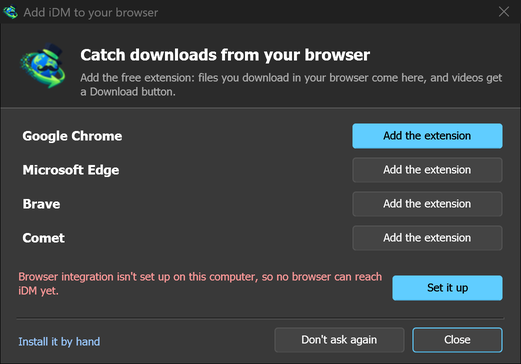 Add iDM to your browser
Catch downloads from your browser
Add the free extension: files you download in your browser come here, and videos get
a Download button.
Google Chrome
Add the extension
Microsoft Edge
Add the extension
Brave
Add the extension
Comet
Add the extension
Browser integration isn't set up on this computer, so no browser can reach
iDM yet.
Set it up
Install it by hand
Don't ask again
Close